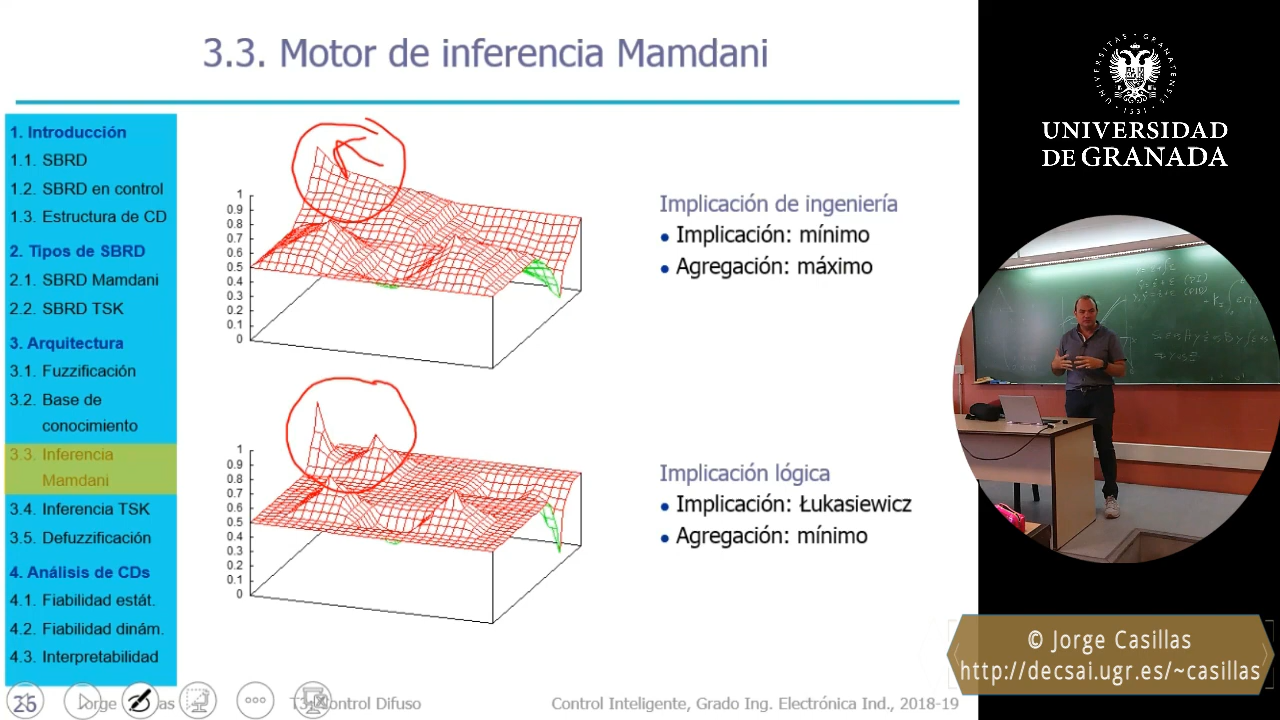 3.3. Motor de inferencia Mamdani
1. Introducción
1.1. SBRD
1.2. SBRD en control
1.3. Estructura de CD
2. Tipos de SBRD
2.1. SBRD Mamdani
2.2. SBRD TSK
3. Arquitectura
3.1. Fuzzificación
3.2. Base de
conocimiento
3.3. Inferencia
Mamdani
3.4. Inferencia TSK
3.5. Defuzzificación
4. Análisis de CDs
4.1. Fiabilidad estát.
4.2. Fiabilidad dinám.
4.3. Interpretabilidad
1
0.9
0.8
0.7
0.6
0.5
0.4
0.3
0.2
0.1
0
Implicación de ingeniería
• Implicación: mínimo
• Agregación: máximo
1
0.9
0.8
0.7
0.6
0.5
0.4
0.3
0.2
0.1
0
Implicación lógica
• Implicación: Łukasiewicz
• Agregación: mínimo
Control Inteligente, Grado Ing. Electrónica Ind., 2018-19
UNIVERSIDAD
DE GRANADA
© Jorge Casillas
http://decsai.ugr.es/~casillas